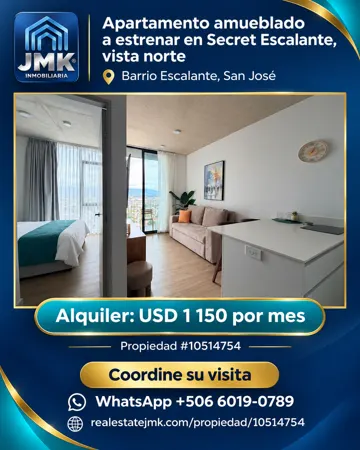 JMK
INMOBILIARIA
Apartamento amueblado
a estrenar en Secret Escalante,
vista norte
Barrio Escalante, San José
Alquiler: USD 1 150 por mes
Propiedad #10514754
Coordine su visita
WhatsApp +506 6019-0789
realestatejmk.com/propiedad/10514754